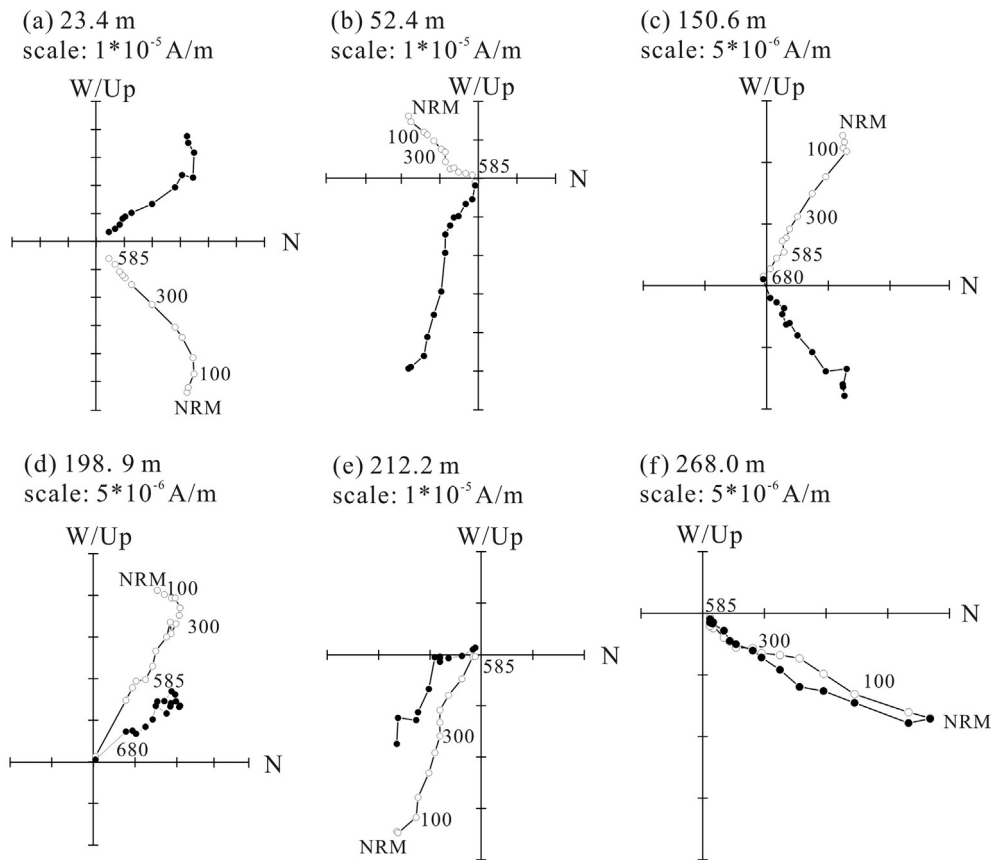 (a) 23.4 m
scale: 1*10-5 A/m
W/Up
N
585
300
100
NRM
(b) 52.4 m
scale: 1*10-5 A/m
W/Up
NRM
100
300
585
N
(c) 150.6 m
scale: 5*10-6 A/m
W/Up
NRM
100
300
585
680
N
(d) 198. 9 m
scale: 5*10-6 A/m
W/Up
NRM
100
300
585
680
N
(e) 212.2 m
scale: 1*10-5 A/m
W/Up
N
585
300
100
NRM
(f) 268.0 m
scale: 5*10-6 A/m
W/Up
585
N
300
100
NRM